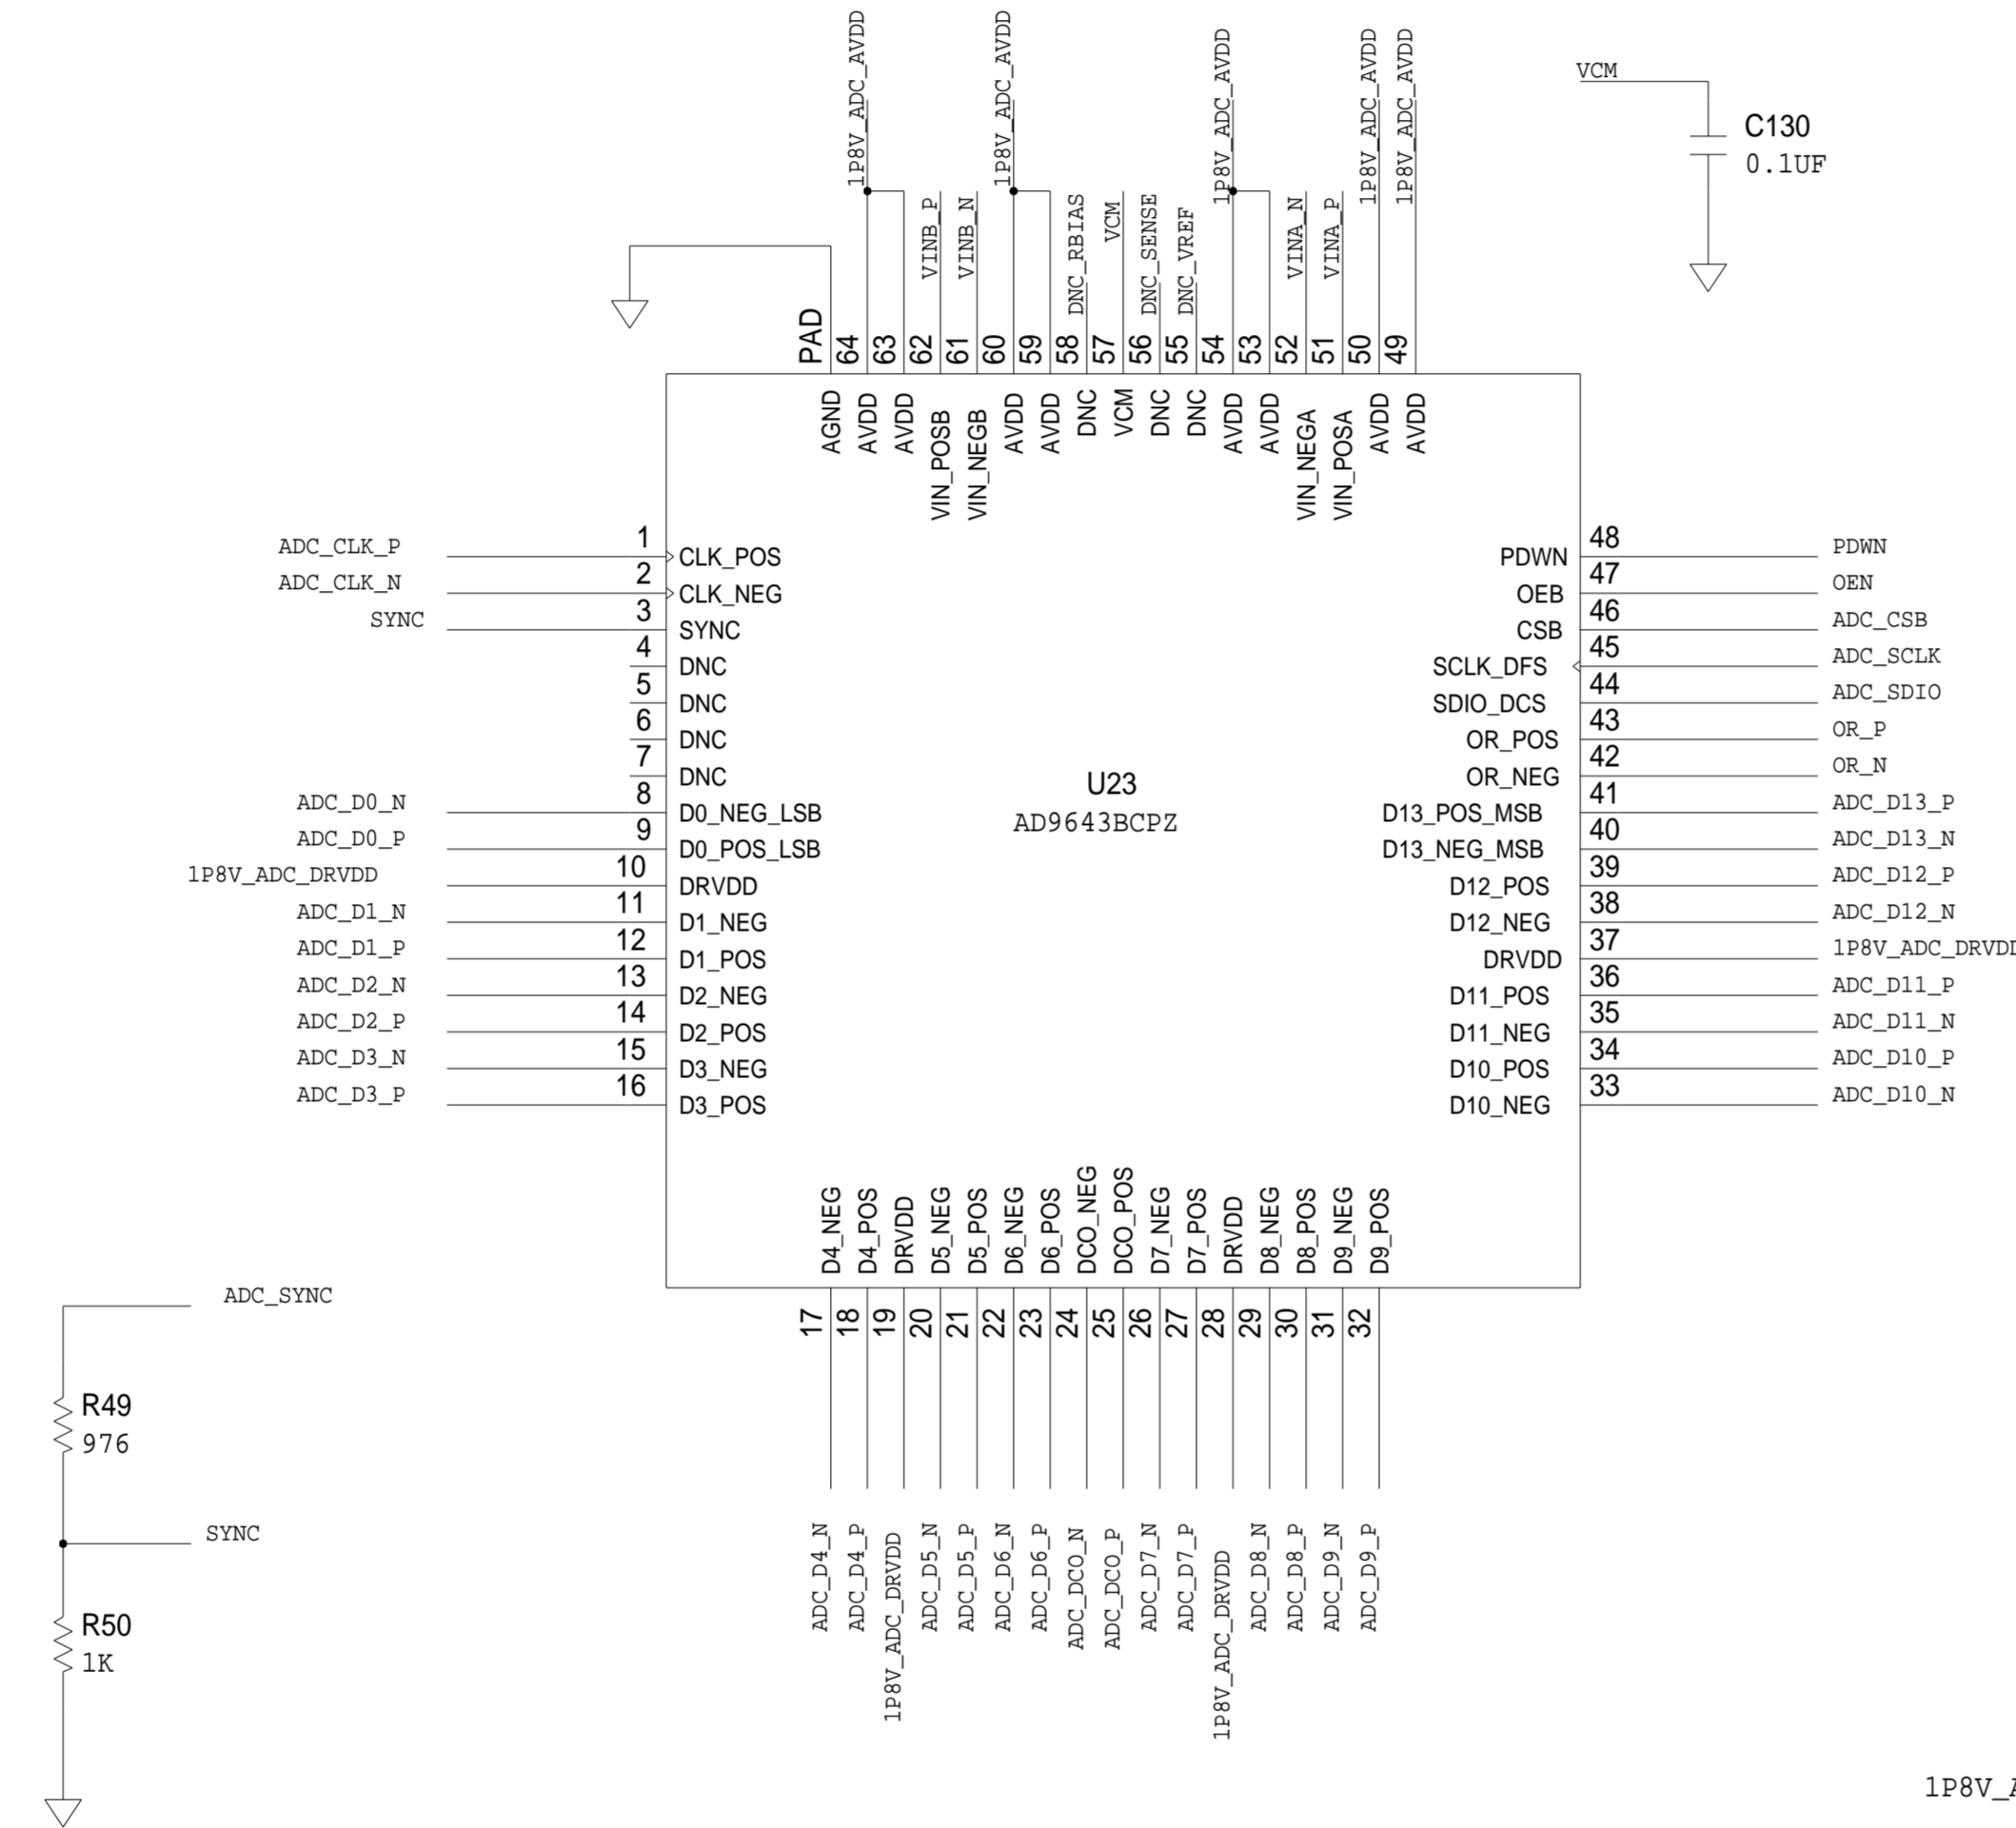 1P8V_ADC_AVDD
1P8V_ADC_AVDD
1P8V_ADC_AVDD
1P8V_ADC_AVDD
1P8V_ADC_AVDD
VINB_P
VINB_N
DNC_RBIAS
VCM
DNC_SENSE
DNC_VREF
VINA_N
VINA_P
VCM
C130
0.1UF
PAD
64
63
62
61
60
59
58
57
56
55
54
53
52
51
50
49
AGND
AVDD
AVDD
VIN_POSB
VIN_NEGB
AVDD
AVDD
DNC
VCM
DNC
DNC
AVDD
AVDD
VIN_NEGA
VIN_POSA
AVDD
AVDD
ADC_CLK_P 1 CLK_POS
ADC_CLK_N 2 CLK_NEG
SYNC 3 SYNC
4 DNC
5 DNC
6 DNC
7 DNC
ADC_D0_N 8 D0_NEG_LSB
ADC_D0_P 9 D0_POS_LSB
1P8V_ADC_DRVDD 10 DRVDD
ADC_D1_N 11 D1_NEG
ADC_D1_P 12 D1_POS
ADC_D2_N 13 D2_NEG
ADC_D2_P 14 D2_POS
ADC_D3_N 15 D3_NEG
ADC_D3_P 16 D3_POS
U23
AD9643BCPZ
PDWN 48 PDWN
OEB 47 OEN
CSB 46 ADC_CSB
SCLK_DFS 45 ADC_SCLK
SDIO_DCS 44 ADC_SDIO
OR_POS 43 OR_P
OR_NEG 42 OR_N
D13_POS_MSB 41 ADC_D13_P
D13_NEG_MSB 40 ADC_D13_N
D12_POS 39 ADC_D12_P
D12_NEG 38 ADC_D12_N
DRVDD 37 1P8V_ADC_DRVDD
D11_POS 36 ADC_D11_P
D11_NEG 35 ADC_D11_N
D10_POS 34 ADC_D10_P
D10_NEG 33 ADC_D10_N
D4_NEG
D4_POS
DRVDD
D5_NEG
D5_POS
D6_NEG
D6_POS
DCO_NEG
DCO_POS
D7_NEG
D7_POS
DRVDD
D8_NEG
D8_POS
D9_NEG
D9_POS
17
18
19
20
21
22
23
24
25
26
27
28
29
30
31
32
ADC_D4_N
ADC_D4_P
1P8V_ADC_DRVDD
ADC_D5_N
ADC_D5_P
ADC_D6_N
ADC_D6_P
ADC_DCO_N
ADC_DCO_P
ADC_D7_N
ADC_D7_P
1P8V_ADC_DRVDD
ADC_D8_N
ADC_D8_P
ADC_D9_N
ADC_D9_P
ADC_SYNC
R49
976
SYNC
R50
1K